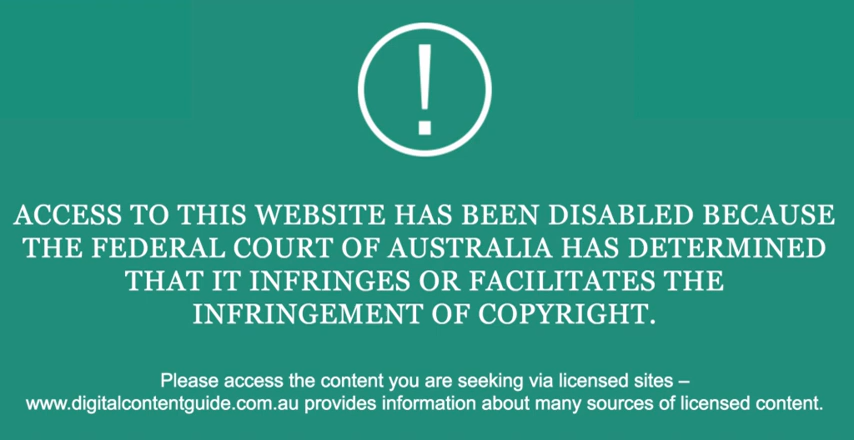 !
ACCESS TO THIS WEBSITE HAS BEEN DISABLED BECAUSE
THE FEDERAL COURT OF AUSTRALIA HAS DETERMINED
THAT IT INFRINGES OR FACILITATES THE
INFRINGEMENT OF COPYRIGHT.
Please access the content you are seeking via licensed sites –
www.digitalcontentguide.com.au provides information about many sources of licensed content.